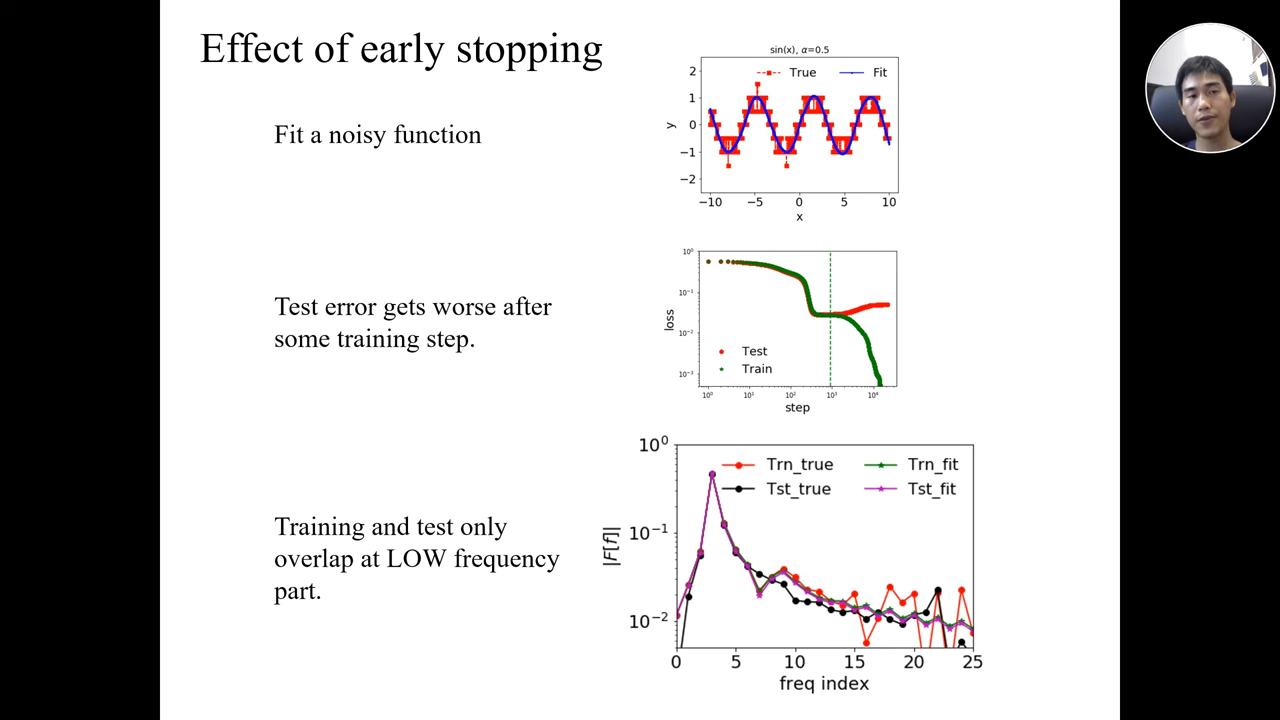 Effect of early stopping
sin(x), α=0.5
True
Fit
2
1
0
−1
−2
y
−10
−5
0
5
10
x
Fit a noisy function
10⁰
10⁻¹
10⁻²
10⁻³
loss
Test
Train
10⁰
10¹
10²
10³
10⁴
step
Test error gets worse after
some training step.
10⁰
10⁻¹
10⁻²
|F[f]|
Trn_true
Trn_fit
Tst_true
Tst_fit
0
5
10
15
20
25
freq index
Training and test only
overlap at LOW frequency
part.